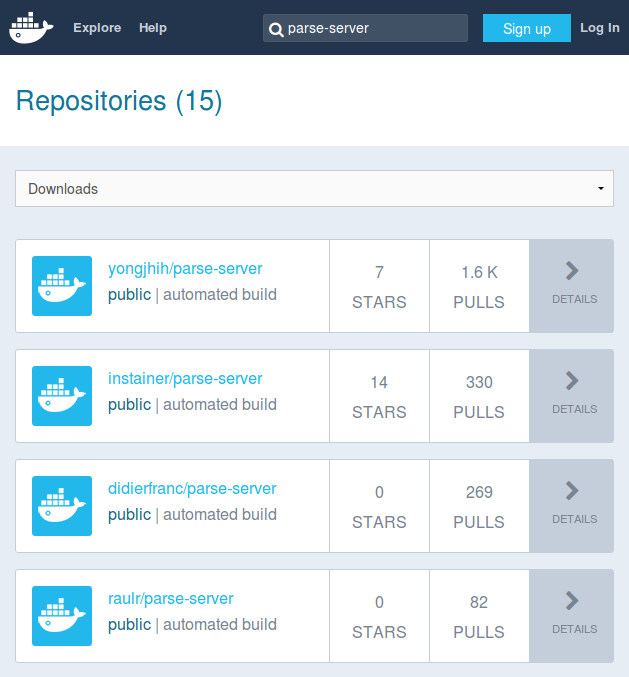 Explore Help parse-server Sign up Log In
Repositories (15)
Downloads
yongjhih/parse-server
public | automated build
7
STARS
1.6 K
PULLS
DETAILS
instainer/parse-server
public | automated build
14
STARS
330
PULLS
DETAILS
didierfranc/parse-server
public | automated build
0
STARS
269
PULLS
DETAILS
raulr/parse-server
public | automated build
0
STARS
82
PULLS
DETAILS